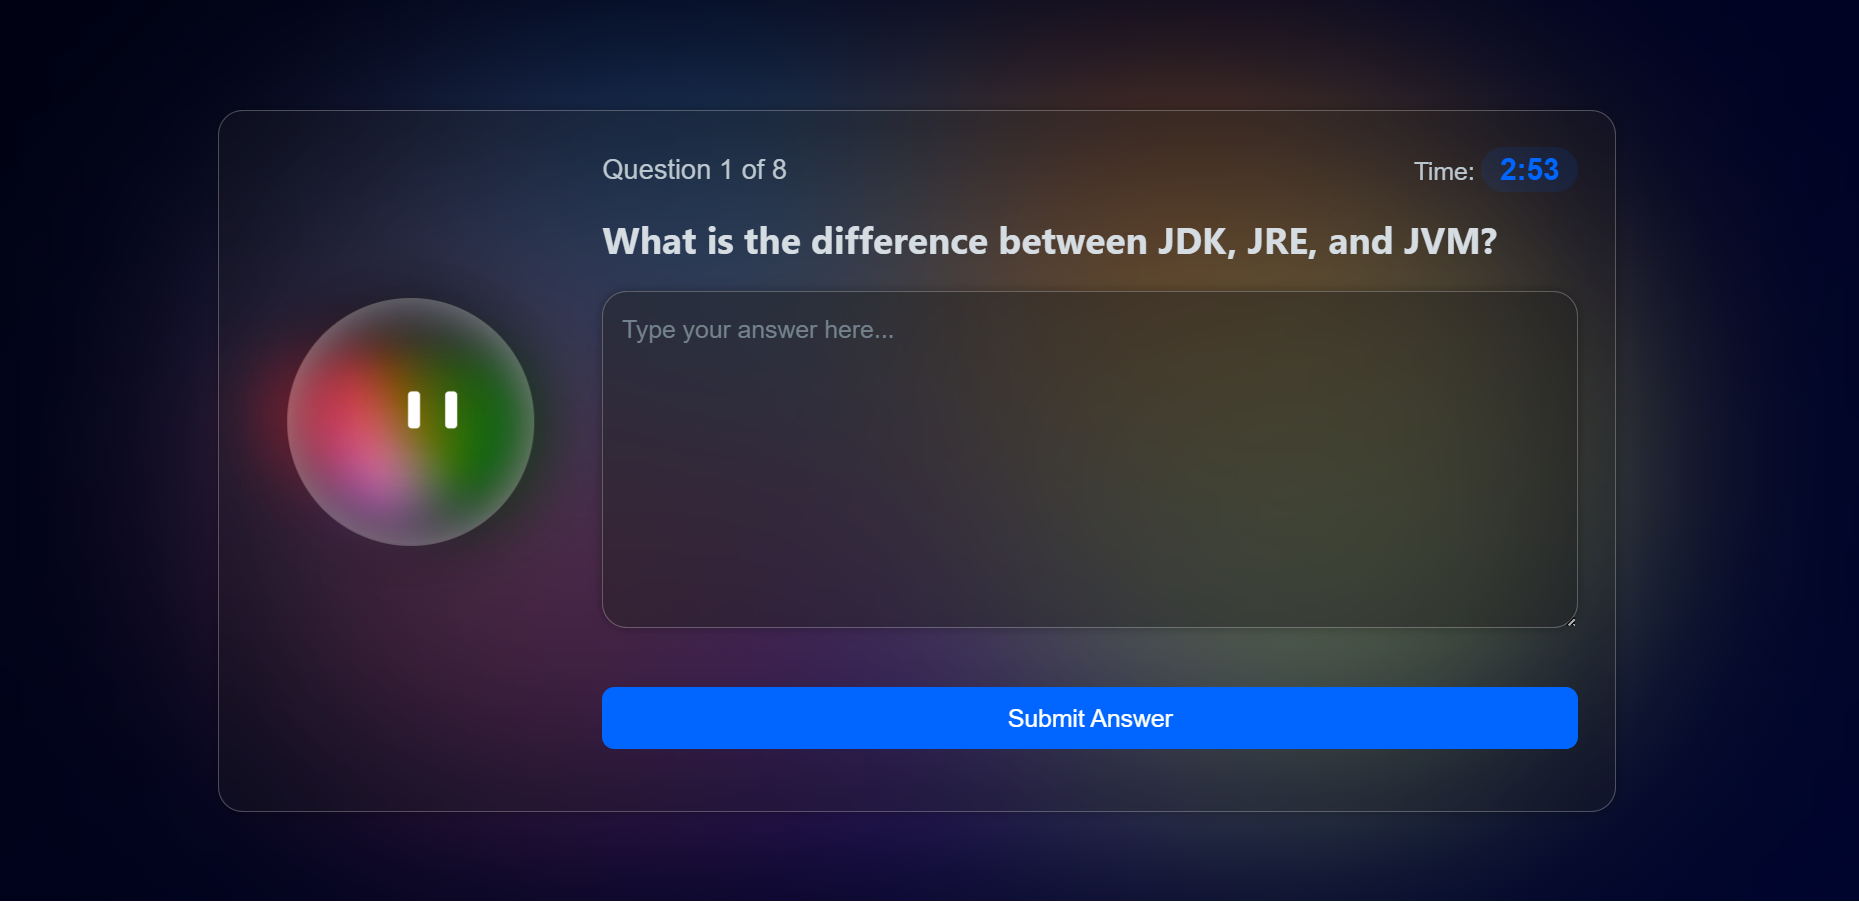 Question 1 of 8
Time: 2:53
What is the difference between JDK, JRE, and JVM?
Type your answer here...
Submit Answer